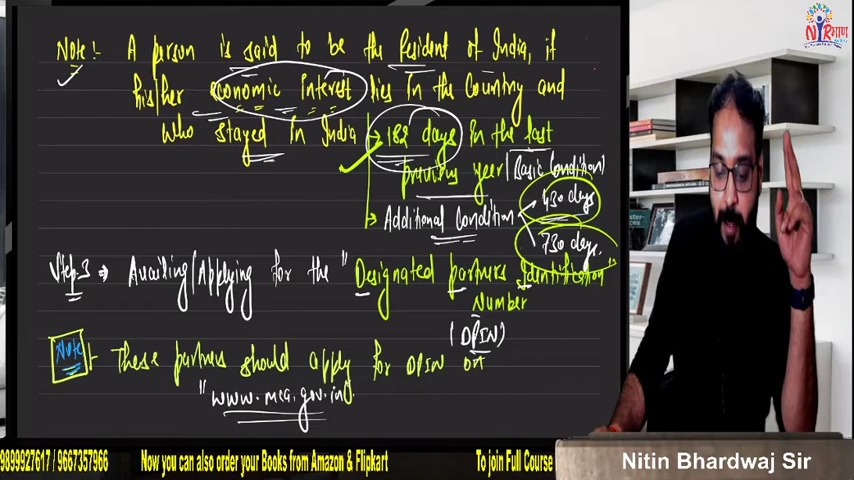 Note :- A person is said to be the Resident of India, if
his/her economic interest lies in the Country and
who stayed in India → 182 days in the last
previous year (Basic Condition)
→ Additional Condition
430 days
730 days.
Step-3 ⇒ Availing/Applying for the "Designated partners Identification"
Number
(DPIN)
Note :- These partners should apply for DPIN on
"www.mca.gov.in".
NIRमाण
9899927617 / 9667357966 Now you can also order your Books from Amazon & Flipkart To join Full Course
Nitin Bhardwaj Sir